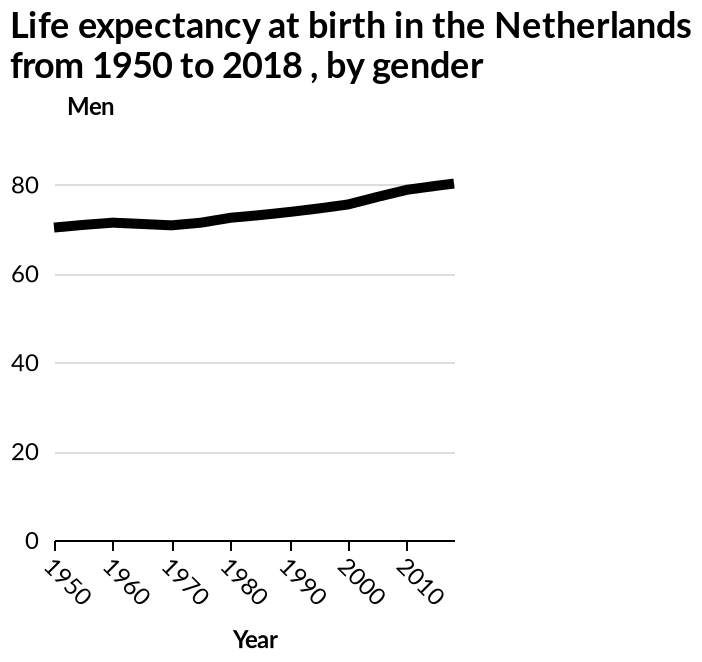 Life expectancy at birth in the Netherlands
from 1950 to 2018 , by gender
Men
80
60
40
20
0
1950 1960 1970 1980 1990 2000 2010
Year